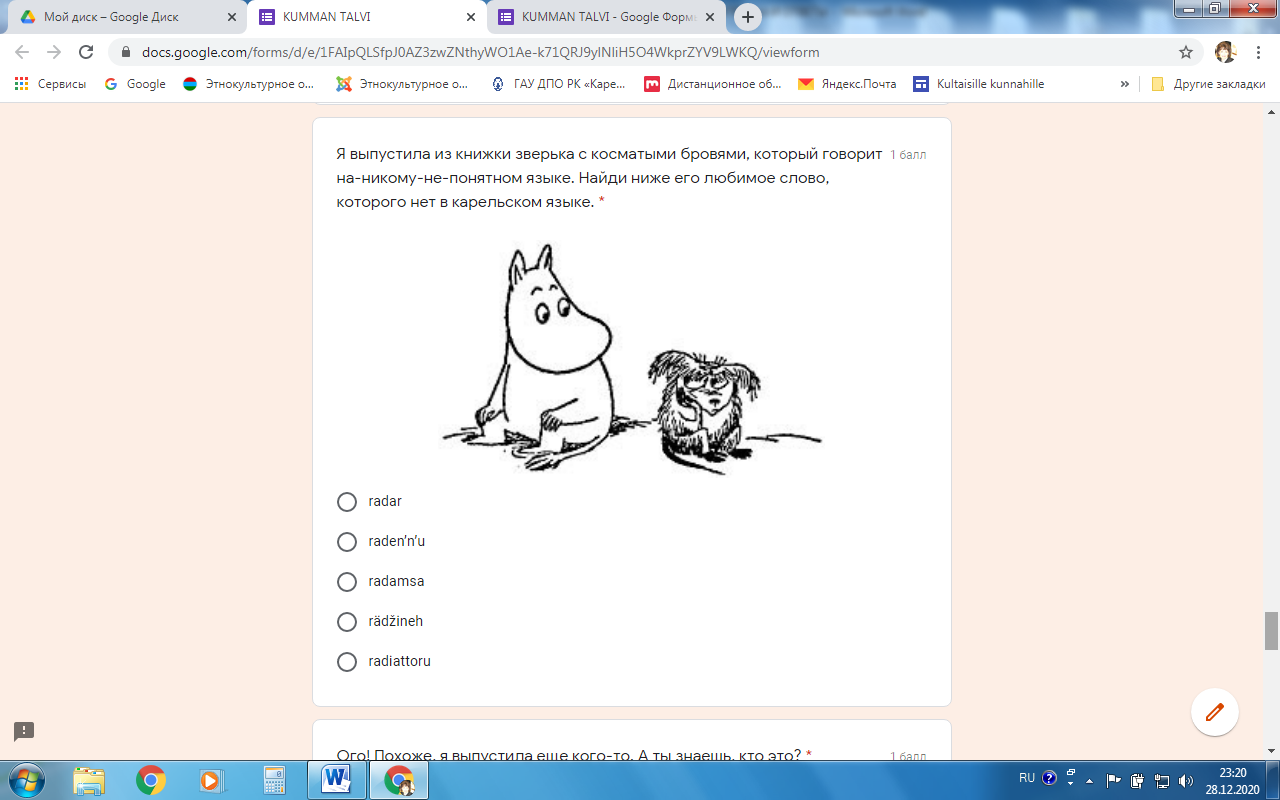 Мой диск – Google Диск
KUMMAN TALVI
KUMMAN TALVI - Google Форм
docs.google.com/forms/d/e/1FAIpQLSfpJ0AZ3zwZNthyWO1Ae-k71QRJ9ylNIiH5O4WkprZYV9LWKQ/viewform
Сервисы Google Этнокультурное о... Этнокультурное о... ГАУ ДПО РК «Каре... Дистанционное об... Яндекс.Почта Kultaisille kunnahille » Другие закладки
Я выпустила из книжки зверька с косматыми бровями, который говорит 1 балл
на-никому-не-понятном языке. Найди ниже его любимое слово,
которого нет в карельском языке. *
radar
raden’n’u
radamsa
rädžineh
radiattoru
Ого! Похоже, я выпустила еще кого-то. А ты знаешь, кто это? * 1 балл
RU 23:20
28.12.2020